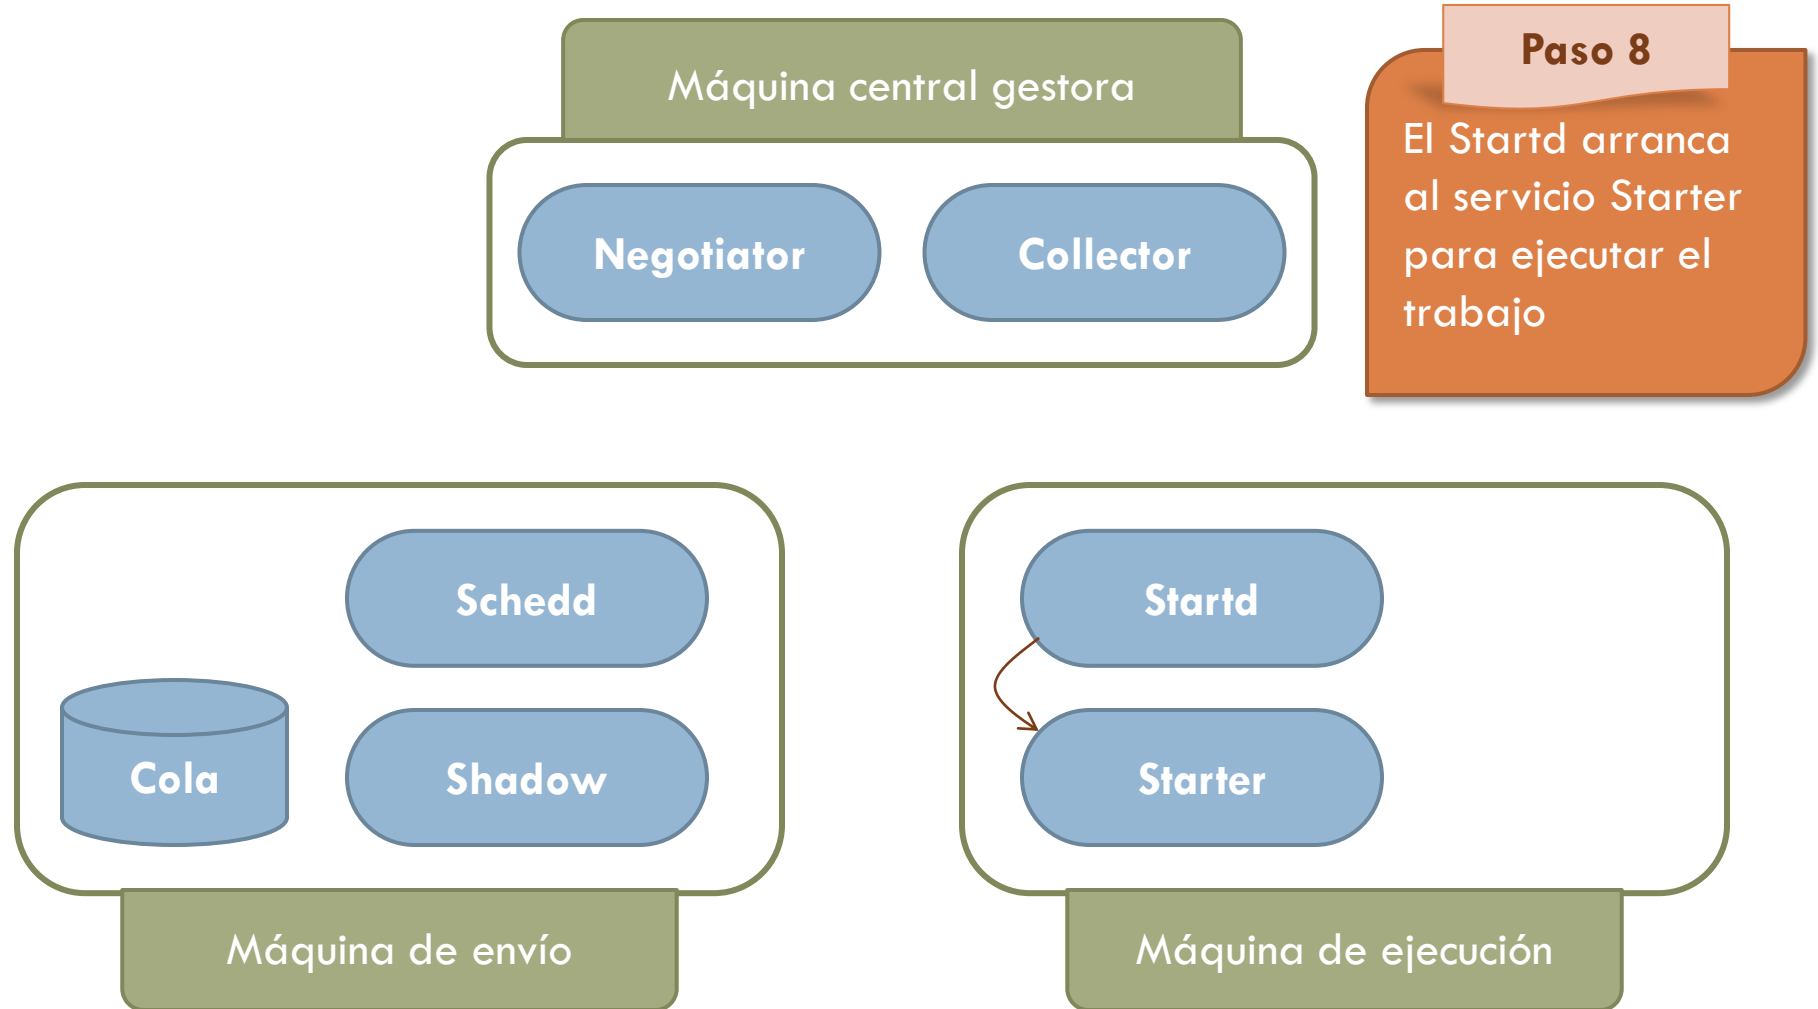 Máquina central gestora
Negotiator
Collector
Paso 8
El Startd arranca
al servicio Starter
para ejecutar el
trabajo
Schedd
Cola
Shadow
Máquina de envío
Startd
Starter
Máquina de ejecución